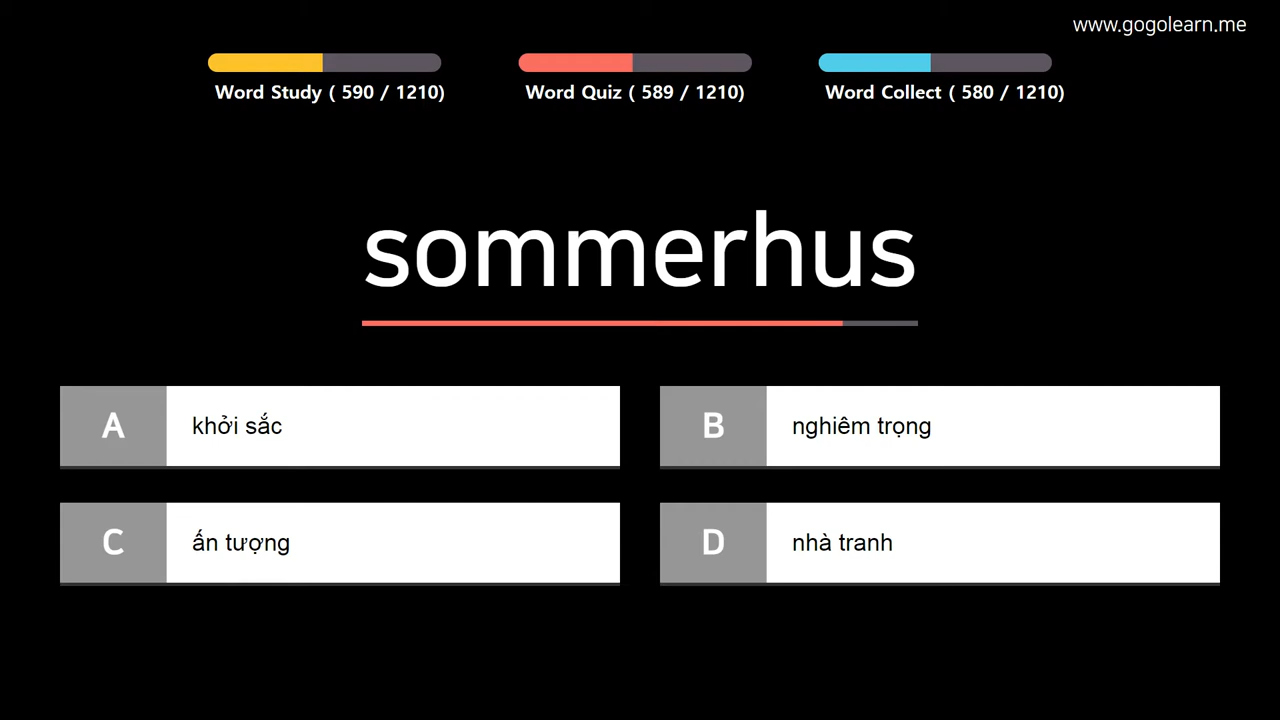 www.gogolearn.me
Word Study ( 590 / 1210)
Word Quiz ( 589 / 1210)
Word Collect ( 580 / 1210)
sommerhus
A khởi sắc
B nghiêm trọng
C ấn tượng
D nhà tranh